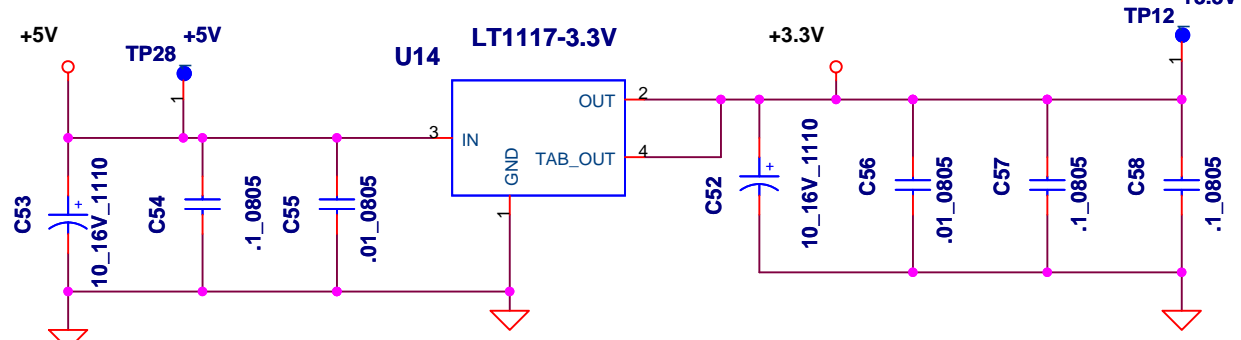 +5V
+5V
TP28
1
U14
LT1117-3.3V
+3.3V
TP12
1
3
IN
OUT
2
TAB_OUT
4
GND
1
C53
10_16V_1110
+
C54
.1_0805
C55
.01_0805
C52
10_16V_1110
+
C56
.01_0805
C57
.1_0805
C58
.1_0805